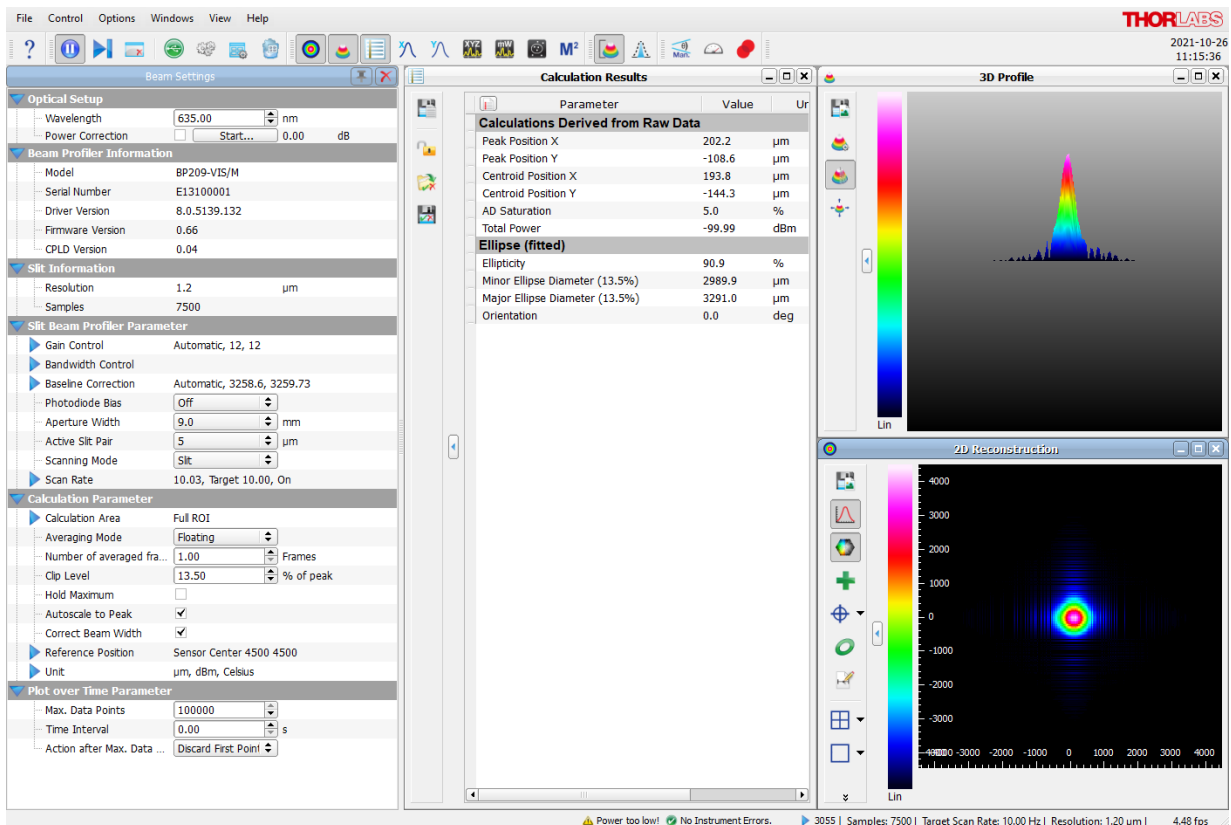 File Control Options Windows View Help
THORLABS
2021-10-26
11:15:36
? XYZ mW M² Marc
Beam Settings
Optical Setup
Wavelength 635.00 nm
Power Correction Start... 0.00 dB
Beam Profiler Information
Model BP209-VIS/M
Serial Number E13100001
Driver Version 8.0.5139.132
Firmware Version 0.66
CPLD Version 0.04
Slit Information
Resolution 1.2 µm
Samples 7500
Slit Beam Profiler Parameter
Gain Control Automatic, 12, 12
Bandwidth Control
Baseline Correction Automatic, 3258.6, 3259.73
Photodiode Bias Off
Aperture Width 9.0 mm
Active Slit Pair 5 µm
Scanning Mode Slit
Scan Rate 10.03, Target 10.00, On
Calculation Parameter
Calculation Area Full ROI
Averaging Mode Floating
Number of averaged fra... 1.00 Frames
Clip Level 13.50 % of peak
Hold Maximum
Autoscale to Peak
Correct Beam Width
Reference Position Sensor Center 4500 4500
Unit µm, dBm, Celsius
Plot over Time Parameter
Max. Data Points 100000
Time Interval 0.00 s
Action after Max. Data ... Discard First Point
Calculation Results
Parameter Value Ur
Calculations Derived from Raw Data
Peak Position X 202.2 µm
Peak Position Y -108.6 µm
Centroid Position X 193.8 µm
Centroid Position Y -144.3 µm
AD Saturation 5.0 %
Total Power -99.99 dBm
Ellipse (fitted)
Ellipticity 90.9 %
Minor Ellipse Diameter (13.5%) 2989.9 µm
Major Ellipse Diameter (13.5%) 3291.0 µm
Orientation 0.0 deg
3D Profile
Lin
2D Reconstruction
4000
3000
2000
1000
0
-1000
-2000
-3000
-3000 -2000 -1000 0 1000 2000 3000 4000
Lin
Power too low! No Instrument Errors. 3055 | Samples: 7500 | Target Scan Rate: 10.00 Hz | Resolution: 1.20 µm | 4.48 fps